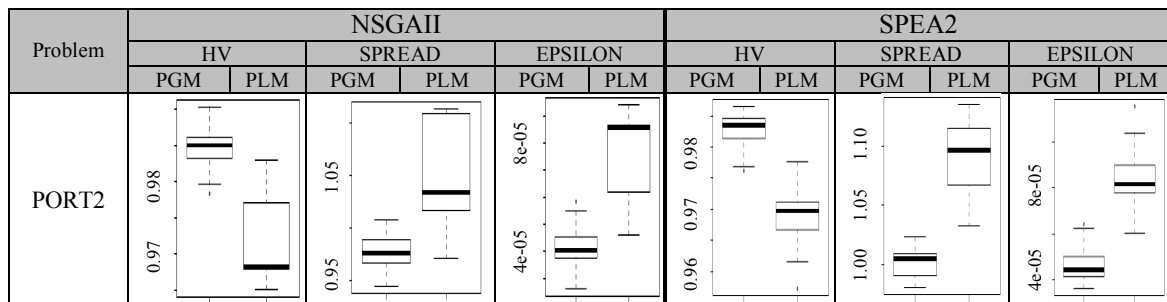 Problem NSGAII SPEA2
HV SPREAD EPSILON HV SPREAD EPSILON
PGM PLM PGM PLM PGM PLM PGM PLM PGM PLM PGM PLM
PORT2
0.98
0.97
1.05
0.95
8e-05
4e-05
0.98
0.97
0.96
1.10
1.05
1.00
8e-05
4e-05